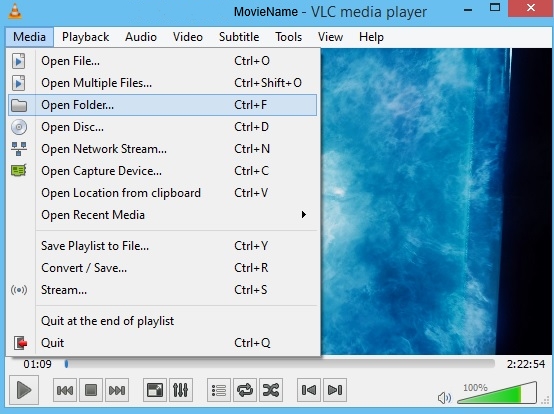 MovieName - VLC media player
Media Playback Audio Video Subtitle Tools View Help
Open File... Ctrl+O
Open Multiple Files... Ctrl+Shift+O
Open Folder... Ctrl+F
Open Disc... Ctrl+D
Open Network Stream... Ctrl+N
Open Capture Device... Ctrl+C
Open Location from clipboard Ctrl+V
Open Recent Media
Save Playlist to File... Ctrl+Y
Convert / Save... Ctrl+R
Stream... Ctrl+S
Quit at the end of playlist
Quit Ctrl+Q
01:09 2:22:54
100%